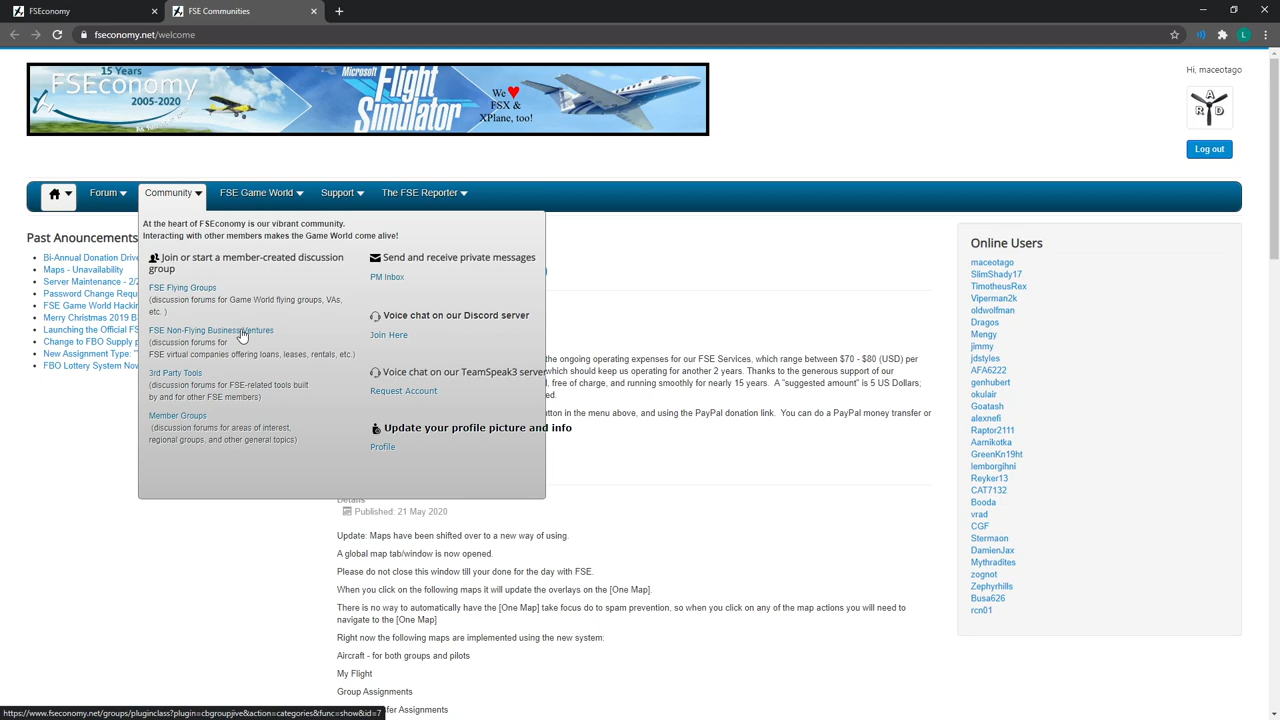 FSEconomy
FSE Communities
fseconomy.net/welcome
L
15 Years
FSEconomy
2005-2020
Microsoft
Flight
Simulator
We ♥
FSX &
XPlane, too!
Hi, maceotago
A
R D
Log out
Forum
Community
FSE Game World
Support
The FSE Reporter
At the heart of FSEconomy is our vibrant community.
Interacting with other members makes the Game World come alive!
Join or start a member-created discussion
group
FSE Flying Groups
(discussion forums for Game World flying groups, VAs,
etc. )
FSE Non-Flying Business Ventures
(discussion forums for
FSE virtual companies offering loans, leases, rentals, etc.)
3rd Party Tools
(discussion forums for FSE-related tools built
by and for other FSE members)
Member Groups
(discussion forums for areas of interest,
regional groups, and other general topics)
Send and receive private messages
PM Inbox
Voice chat on our Discord server
Join Here
Voice chat on our TeamSpeak3 server
Request Account
Update your profile picture and info
Profile
Past Anouncements
Bi-Annual Donation Drive
Maps - Unavailability
Server Maintenance - 2/2
Password Change Requ
FSE Game World Hackin
Merry Christmas 2019 B
Launching the Official FS
Change to FBO Supply p
New Assignment Type: "
FBO Lottery System Now
the ongoing operating expenses for our FSE Services, which range between $70 - $80 (USD) per
which should keep us operating for another 2 years. Thanks to the generous support of our
, free of charge, and running smoothly for nearly 15 years. A "suggested amount" is 5 US Dollars;
ed.
utton in the menu above, and using the PayPal donation link. You can do a PayPal money transfer or
Details
Published: 21 May 2020
Update: Maps have been shifted over to a new way of using.
A global map tab/window is now opened.
Please do not close this window till your done for the day with FSE.
When you click on the following maps it will update the overlays on the [One Map].
There is no way to automatically have the [One Map] take focus do to spam prevention, so when you click on any of the map actions you will need to
navigate to the [One Map]
Right now the following maps are implemented using the new system:
Aircraft - for both groups and pilots
My Flight
Group Assignments
fer Assignments
Online Users
maceotago
SlimShady17
TimotheusRex
Viperman2k
oldwolfman
Dragos
Mengy
jimmy
jdstyles
AFA6222
genhubert
okulair
Goatash
alexnefi
Raptor2111
Aarnikotka
GreenKn19ht
lemborgihni
Reyker13
CAT7132
Booda
vrad
CGF
Stermaon
DamienJax
Mythradites
zognot
Zephyrhills
Busa626
rcn01
https://www.fseconomy.net/groups/pluginclass?plugin=cbgroupjive&action=categories&func=show&id=7